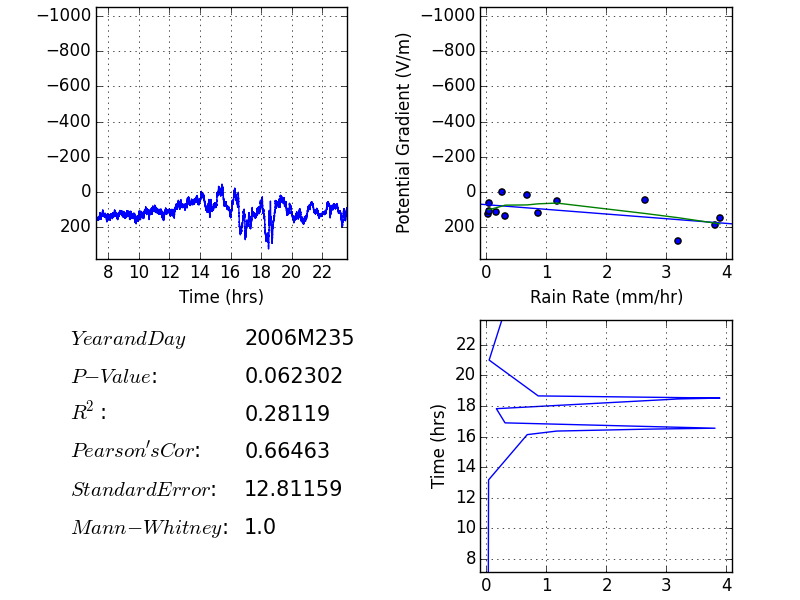 −1000
−800
−600
−400
−200
0
200
8 10 12 14 16 18 20 22
Time (hrs)
Potential Gradient (V/m)
−1000
−800
−600
−400
−200
0
200
0 1 2 3 4
Rain Rate (mm/hr)
YearandDay 2006M235
P−Value: 0.062302
R²: 0.28119
Pearson'sCor: 0.66463
StandardError: 12.81159
Mann−Whitney: 1.0
Time (hrs)
22
20
18
16
14
12
10
8
0 1 2 3 4